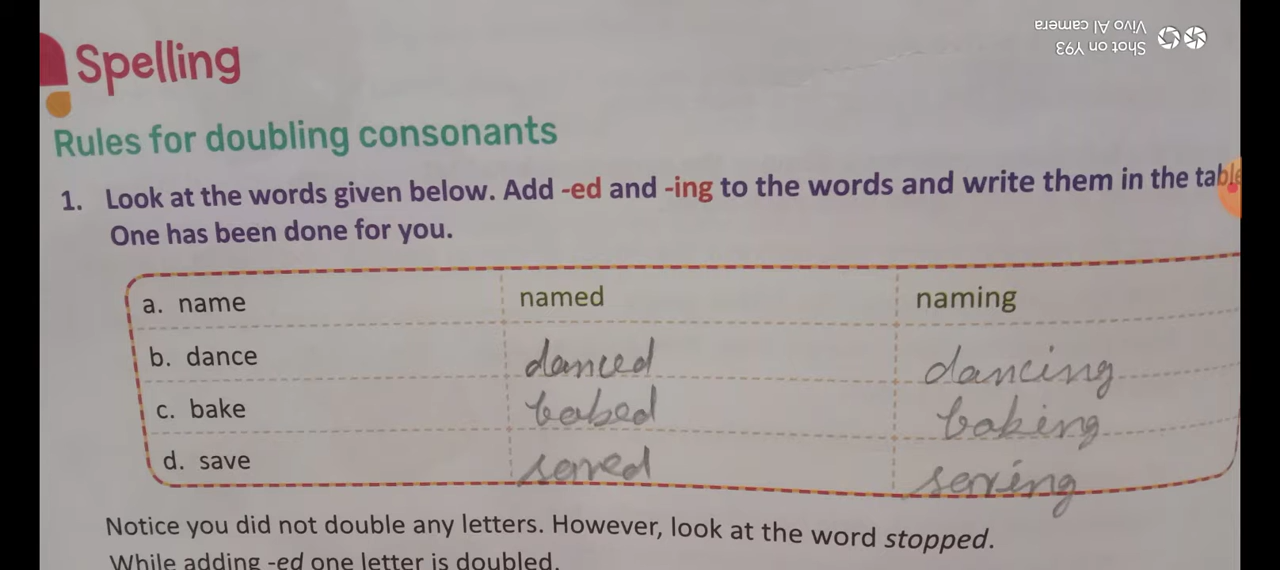 Shot on Y93
Vivo AI camera
Spelling
Rules for doubling consonants
1. Look at the words given below. Add -ed and -ing to the words and write them in the table
One has been done for you.
a. name named naming
b. dance danced dancing
c. bake baked baking
d. save saved saving
Notice you did not double any letters. However, look at the word stopped.
While adding -ed one letter is doubled.